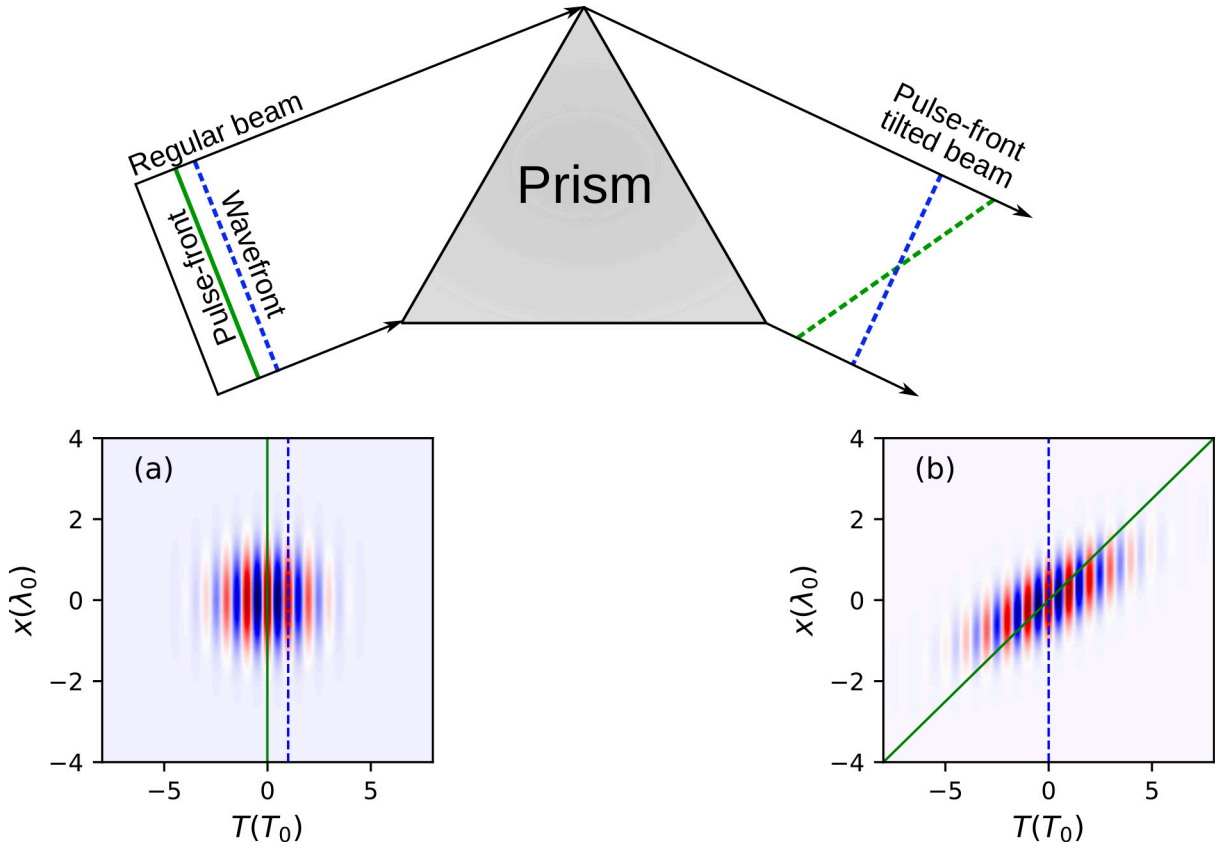 Regular beam
Pulse-front
Wavefront
Prism
Pulse-front
tilted beam
(a)
4
2
0
−2
−4
x(λ₀)
−5
0
5
T(T₀)
(b)
4
2
0
−2
−4
x(λ₀)
−5
0
5
T(T₀)